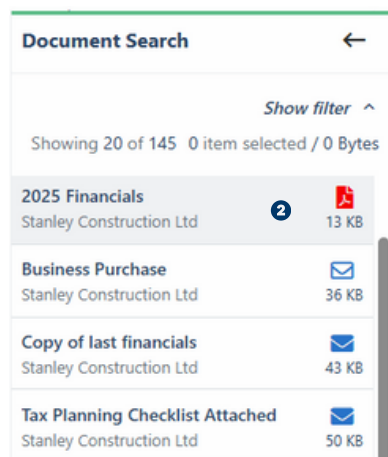 Document Search
Show filter
Showing 20 of 145 0 item selected / 0 Bytes
2025 Financials
Stanley Construction Ltd 2 13 KB
Business Purchase
Stanley Construction Ltd 36 KB
Copy of last financials
Stanley Construction Ltd 43 KB
Tax Planning Checklist Attached
Stanley Construction Ltd 50 KB